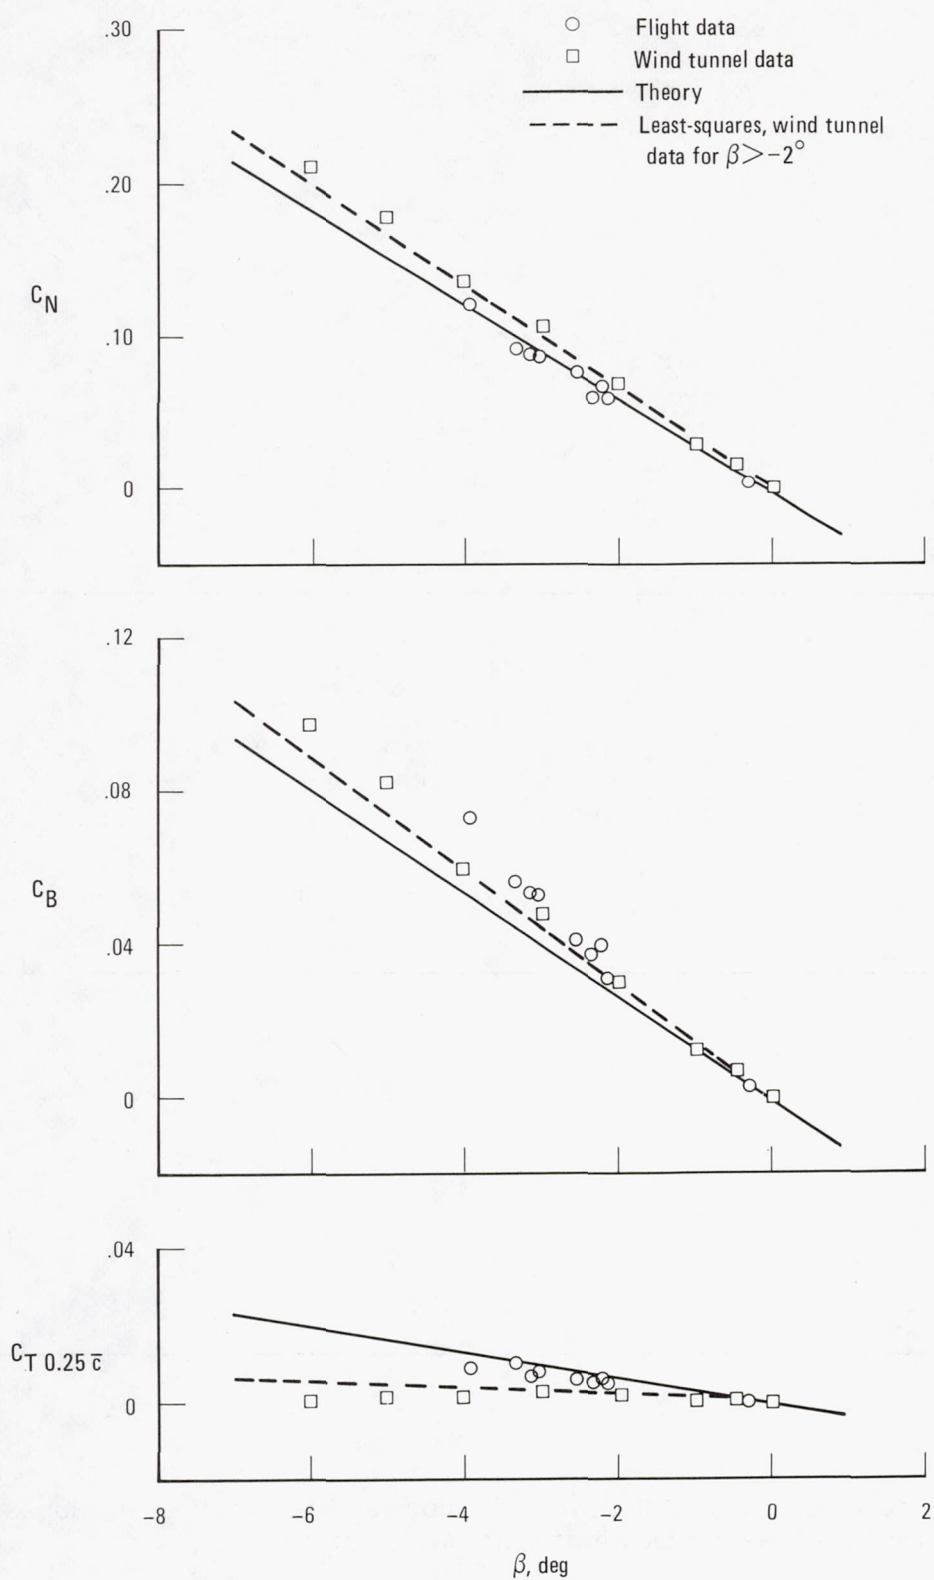 Flight data
Wind tunnel data
Theory
Least-squares, wind tunnel
data for β>−2°
.30
.20
C_N
.10
0
.12
.08
C_B
.04
0
.04
C_T 0.25 c̅
0
−8 −6 −4 −2 0 2
β, deg